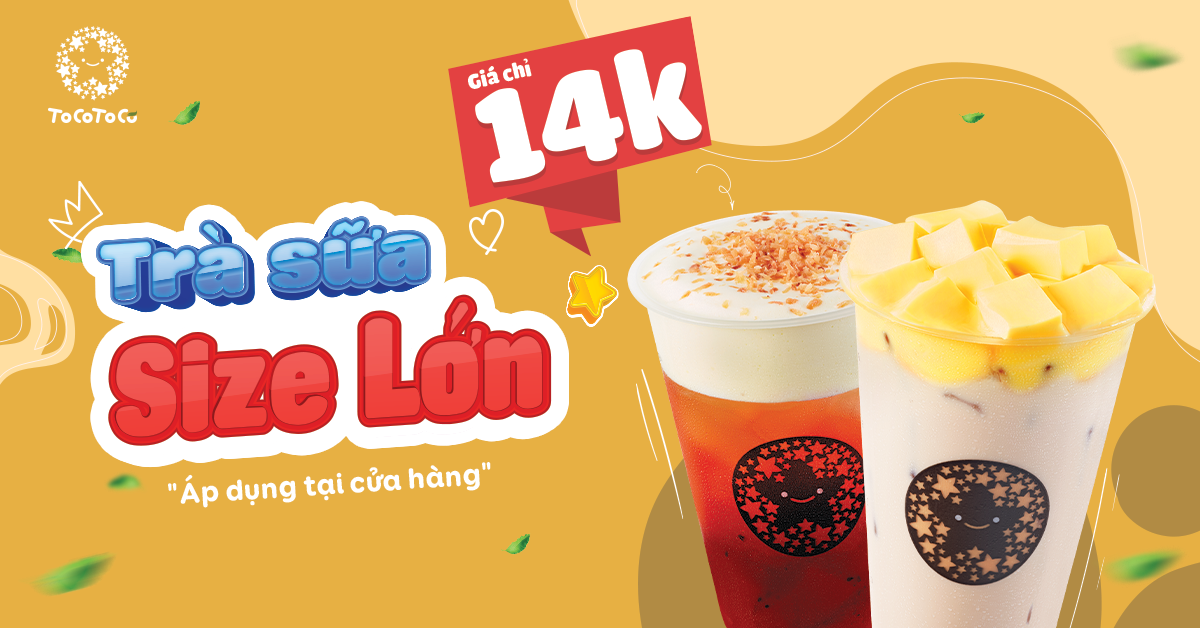 ToCoToCo
Giá chỉ
14k
Trà sữa
Size Lớn
"Áp dụng tại cửa hàng"